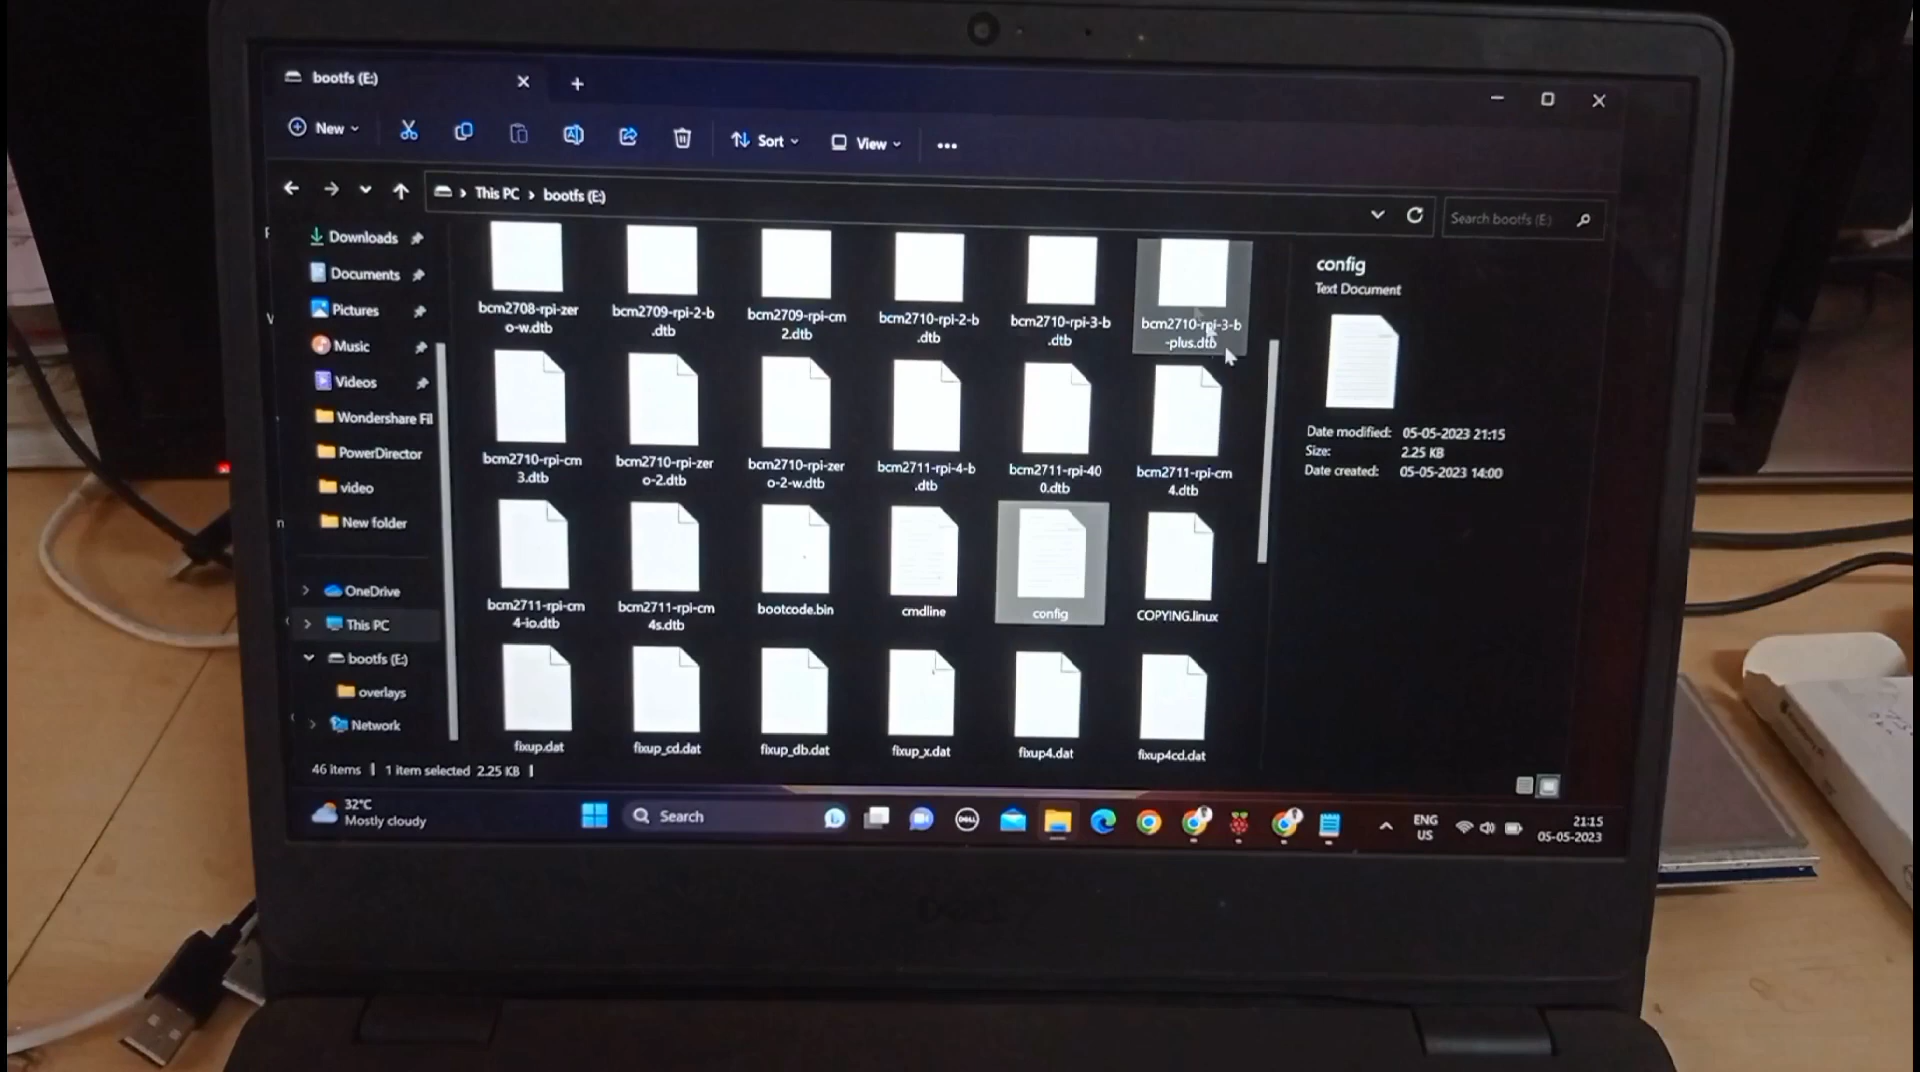 bootfs (E:)
New
Sort
View
This PC > bootfs (E:)
Search bootfs (E:)
Downloads
Documents
Pictures
Music
Videos
Wondershare Fil
PowerDirector
video
New folder
OneDrive
This PC
bootfs (E:)
overlays
Network
bcm2708-rpi-zer
o-w.dtb
bcm2709-rpi-2-b
.dtb
bcm2709-rpi-cm
2.dtb
bcm2710-rpi-2-b
.dtb
bcm2710-rpi-3-b
.dtb
bcm2710-rpi-3-b
-plus.dtb
bcm2710-rpi-cm
3.dtb
bcm2710-rpi-zer
o-2.dtb
bcm2710-rpi-zer
o-2-w.dtb
bcm2711-rpi-4-b
.dtb
bcm2711-rpi-40
0.dtb
bcm2711-rpi-cm
4.dtb
bcm2711-rpi-cm
4-io.dtb
bcm2711-rpi-cm
4s.dtb
bootcode.bin
cmdline
config
COPYING.linux
fixup.dat
fixup_cd.dat
fixup_db.dat
fixup_x.dat
fixup4.dat
fixup4cd.dat
config
Text Document
Date modified: 05-05-2023 21:15
Size: 2.25 KB
Date created: 05-05-2023 14:00
46 items | 1 item selected 2.25 KB |
32°C
Mostly cloudy
Search
DELL
ENG
US
21:15
05-05-2023
DELL